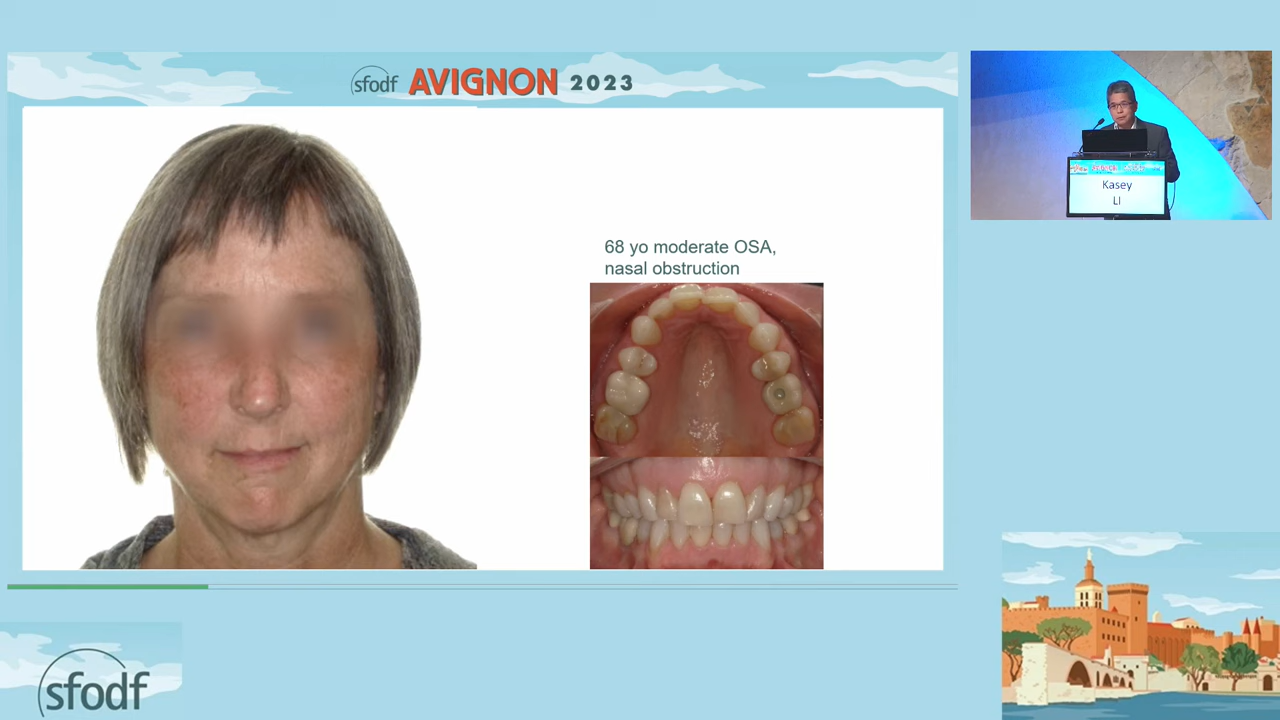 sfodf AVIGNON 2023
68 yo moderate OSA,
nasal obstruction
Kasey
LI
sfodf